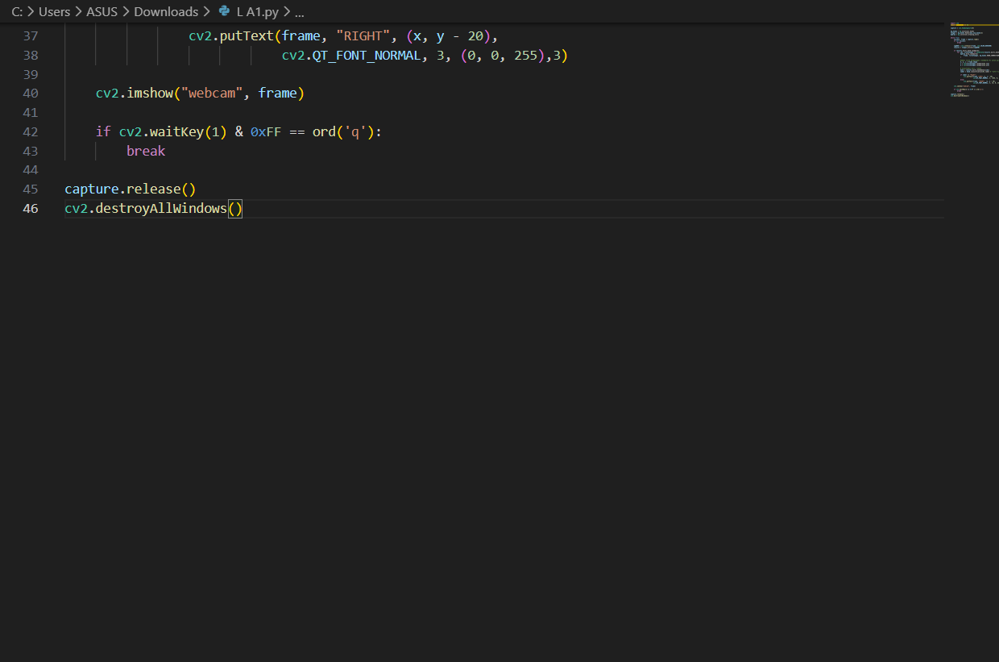 C: > Users > ASUS > Downloads > L A1.py > ...
37 cv2.putText(frame, "RIGHT", (x, y - 20),
38 cv2.QT_FONT_NORMAL, 3, (0, 0, 255),3)
39
40 cv2.imshow("webcam", frame)
41
42 if cv2.waitKey(1) & 0xFF == ord('q'):
43 break
44
45 capture.release()
46 cv2.destroyAllWindows()